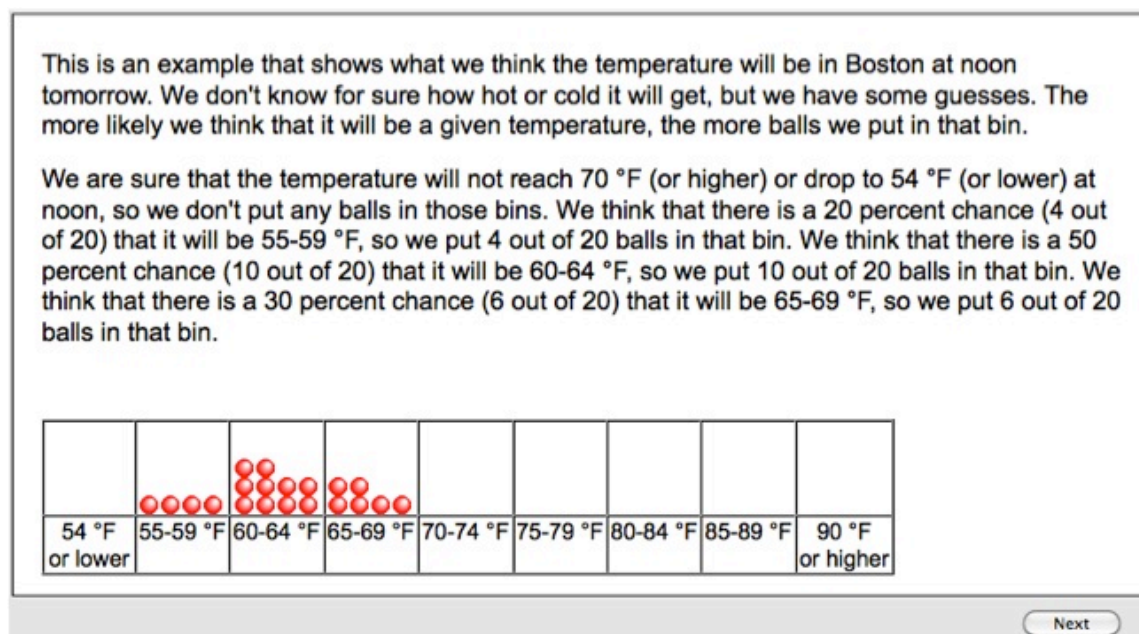 This is an example that shows what we think the temperature will be in Boston at noon
tomorrow. We don't know for sure how hot or cold it will get, but we have some guesses. The
more likely we think that it will be a given temperature, the more balls we put in that bin.
We are sure that the temperature will not reach 70 °F (or higher) or drop to 54 °F (or lower) at
noon, so we don't put any balls in those bins. We think that there is a 20 percent chance (4 out
of 20) that it will be 55-59 °F, so we put 4 out of 20 balls in that bin. We think that there is a 50
percent chance (10 out of 20) that it will be 60-64 °F, so we put 10 out of 20 balls in that bin. We
think that there is a 30 percent chance (6 out of 20) that it will be 65-69 °F, so we put 6 out of 20
balls in that bin.
54 °F 55-59 °F 60-64 °F 65-69 °F 70-74 °F 75-79 °F 80-84 °F 85-89 °F 90 °F
or lower or higher
Next